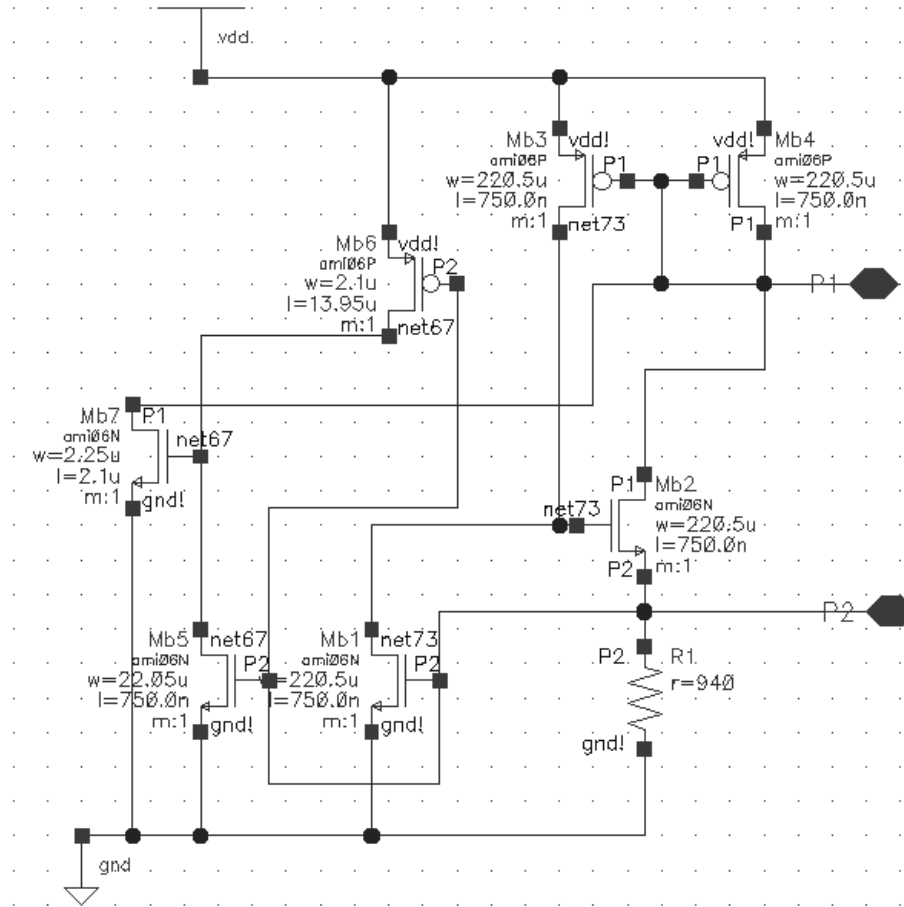 vdd
Mb3
vdd!
ami06P
P1
w=220.5u
l=750.0n
m:1
net73
vdd!
Mb4
ami06P
P1
w=220.5u
l=750.0n
P1
m:1
Mb6
vdd!
ami06P
P2
w=2.1u
l=13.95u
m:1
net67
P1
Mb7
P1
ami06N
net67
w=2.25u
l=2.1u
m:1
gnd!
P1
Mb2
ami06N
net73
w=220.5u
l=750.0n
P2
m:1
P2
Mb5
net67
ami06N
P2
w=22.05u
l=750.0n
m:1
gnd!
Mb1
net73
ami06N
P2
=220.5u
l=750.0n
m:1
gnd!
P2
R1
r=940
gnd!
gnd